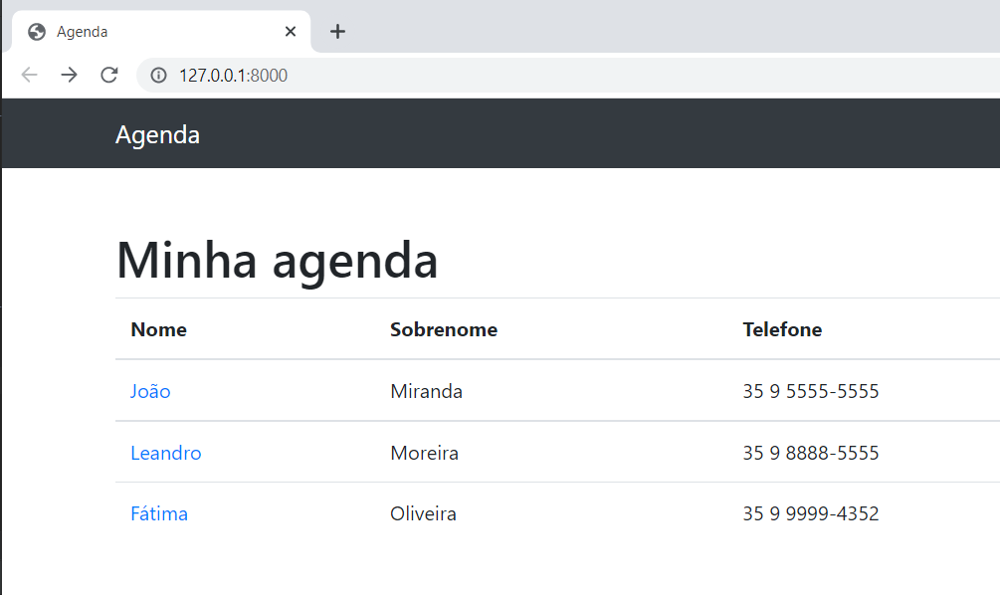 Agenda
127.0.0.1:8000
Agenda
Minha agenda
Nome Sobrenome Telefone
João Miranda 35 9 5555-5555
Leandro Moreira 35 9 8888-5555
Fátima Oliveira 35 9 9999-4352